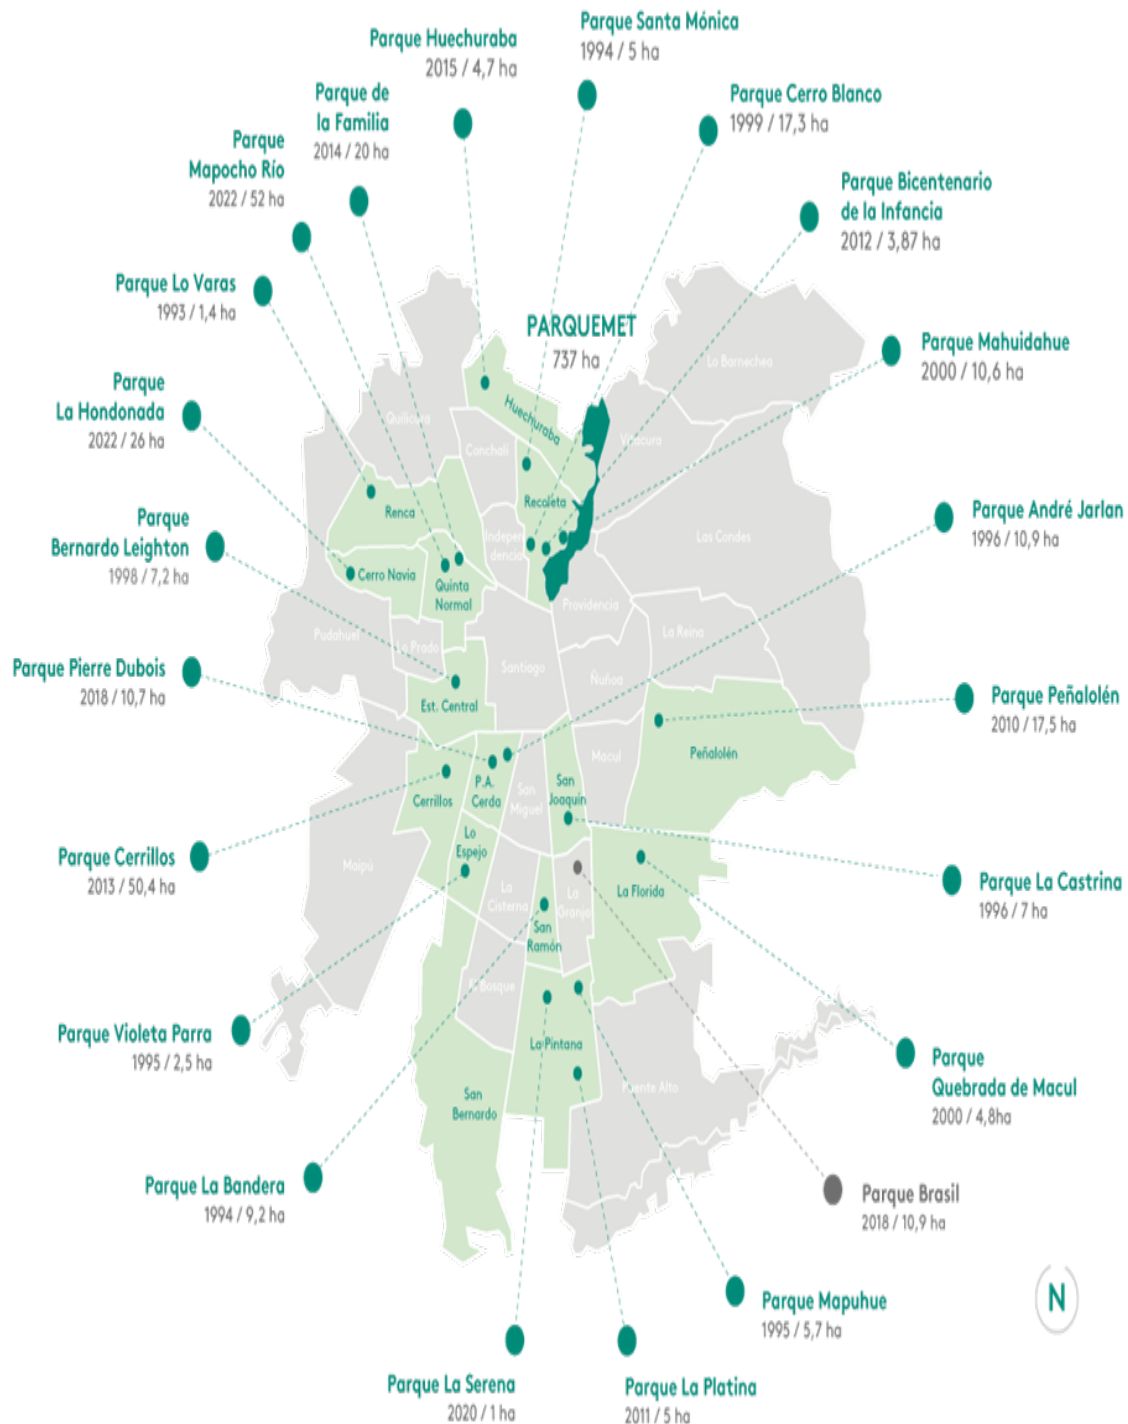 Parque Santa Mónica
1994 / 5 ha
Parque Huechuraba
2015 / 4,7 ha
Parque de
la Familia
2014 / 20 ha
Parque Cerro Blanco
1999 / 17,3 ha
Parque
Mapocho Río
2022 / 52 ha
Parque Bicentenario
de la Infancia
2012 / 3,87 ha
Parque Lo Varas
1993 / 1,4 ha
PARQUEMET
737 ha
Parque Mahuidahue
2000 / 10,6 ha
Parque
La Hondonada
2022 / 26 ha
Parque André Jarlan
1996 / 10,9 ha
Parque
Bernardo Leighton
1998 / 7,2 ha
Parque Pierre Dubois
2018 / 10,7 ha
Parque Peñalolén
2010 / 17,5 ha
Parque Cerrillos
2013 / 50,4 ha
Parque La Castrina
1996 / 7 ha
Parque Violeta Parra
1995 / 2,5 ha
Parque
Quebrada de Macul
2000 / 4,8ha
Parque La Bandera
1994 / 9,2 ha
Parque Brasil
2018 / 10,9 ha
Parque Mapuhue
1995 / 5,7 ha
Parque La Serena
2020 / 1 ha
Parque La Platina
2011 / 5 ha
Lo Barnechea
Quilicura
Huechuraba
Conchalí
Vitacura
Recoleta
Renca
Indepen
dencia
Las Condes
Cerro Navia
Quinta
Normal
Providencia
Pudahuel
Lo Prado
La Reina
Santiago
Ñuñoa
Est. Central
Macul
Peñalolén
P.A.
Cerda
San
Miguel
San
Joaquín
Cerrillos
Lo
Espejo
Maipú
La
Cisterna
La
Granja
La Florida
San
Ramón
El Bosque
La Pintana
San
Bernardo
Puente Alto
N